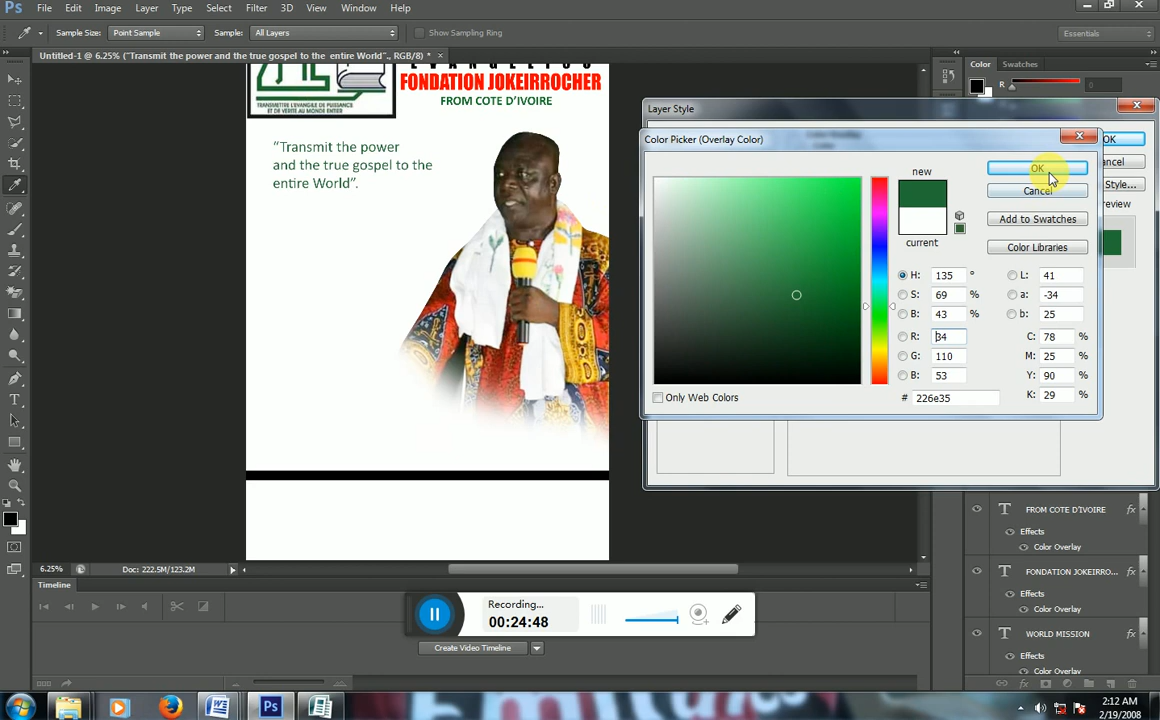 Ps File Edit Image Layer Type Select Filter 3D View Window Help
Sample Size: Point Sample Sample: All Layers Show Sampling Ring Essentials
Untitled-1 @ 6.25% ("Transmit the power and the true gospel to the entire World"., RGB/8) *
Color Swatches
R 0
FONDATION JOKEIRROCHER
FROM COTE D'IVOIRE
TRANSMETTRE L'EVANGILE DE PUISSANCE
ET DE VERITE AU MONDE ENTIER
“Transmit the power
and the true gospel to the
entire World”.
Layer Style
OK
Cancel
Style...
Preview
Color Picker (Overlay Color)
new
current
OK
Cancel
Add to Swatches
Color Libraries
H: 135 ° L: 41
S: 69 % a: -34
B: 43 % b: 25
R: 34 C: 78 %
G: 110 M: 25 %
B: 53 Y: 90 %
# 226e35 K: 29 %
Only Web Colors
FROM COTE D'IVOIRE fx
Effects
Color Overlay
FONDATION JOKEIRRO... fx
Effects
Color Overlay
WORLD MISSION fx
Effects
Color Overlay
6.25% Doc: 222.5M/123.2M
Timeline
Recording...
00:24:48
Create Video Timeline
2:12 AM
2/19/2008